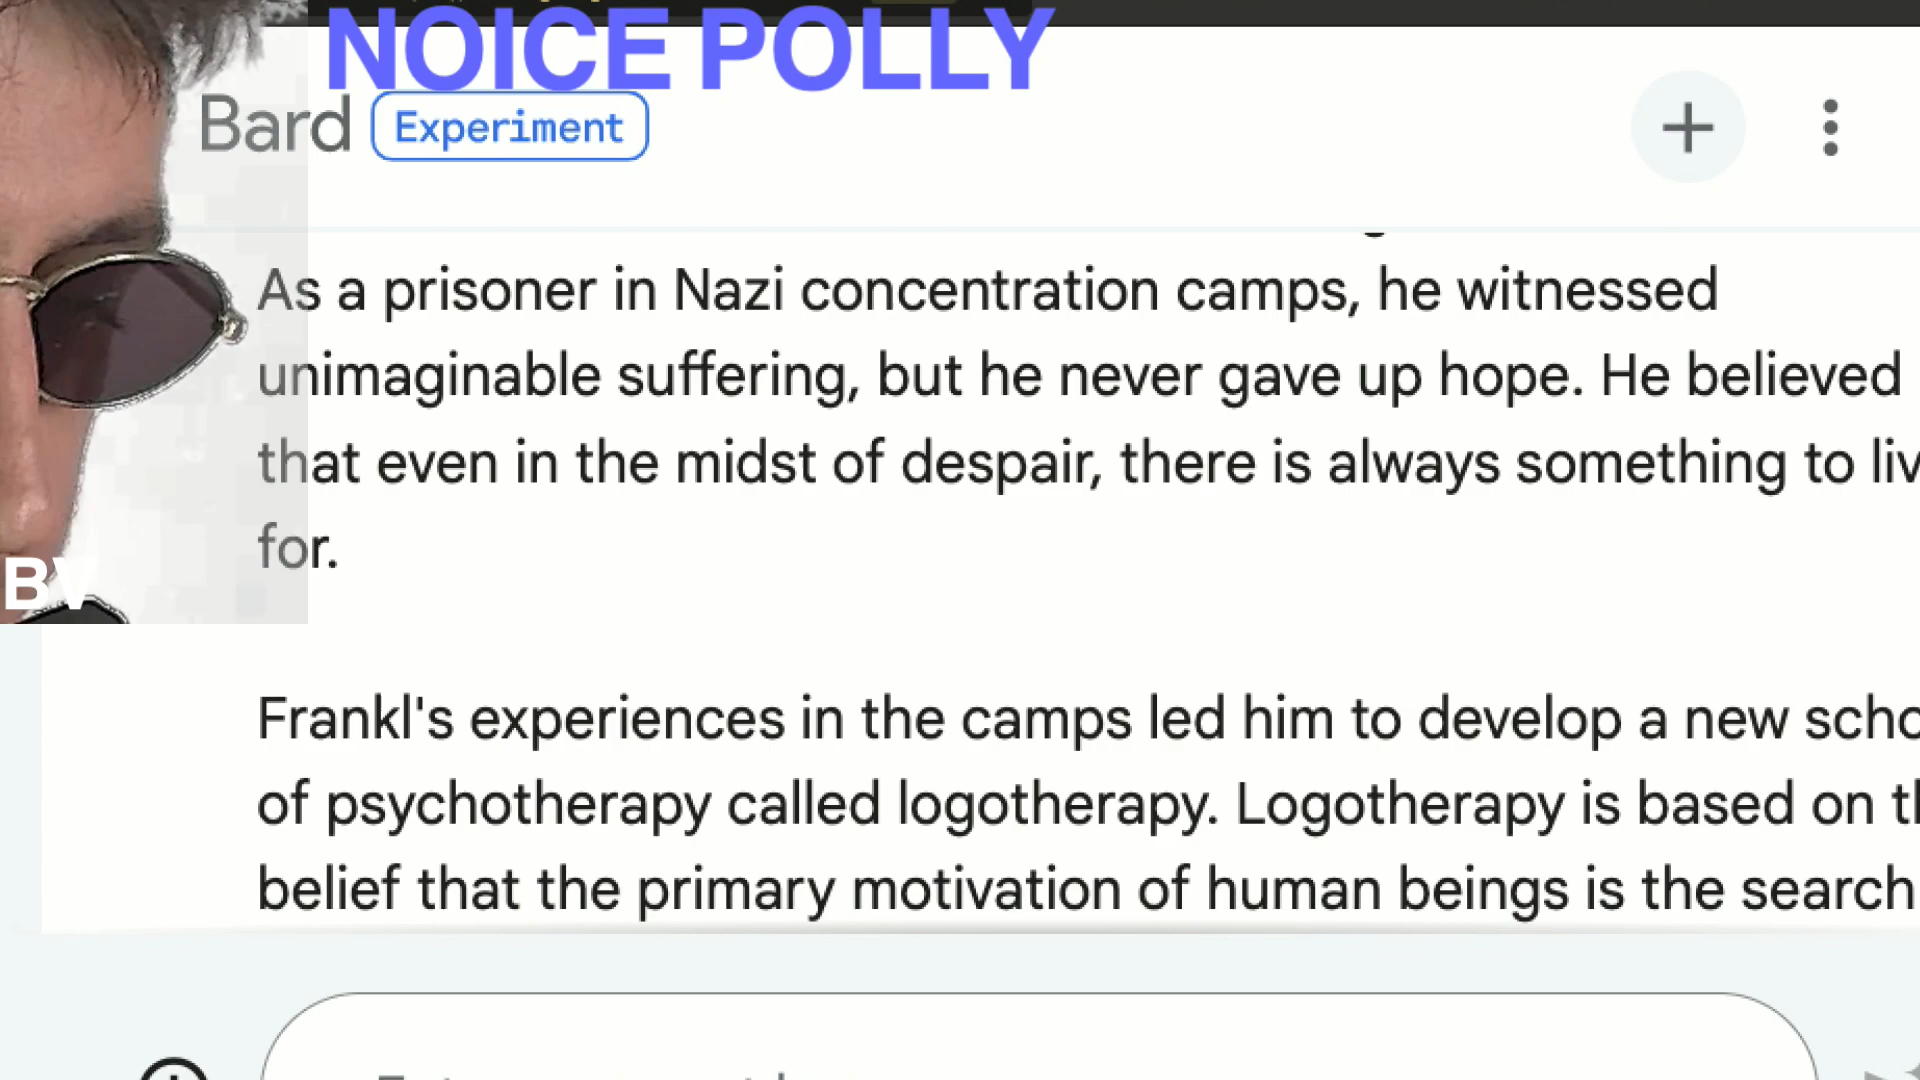 NOICE POLLY
Bard Experiment
As a prisoner in Nazi concentration camps, he witnessed
unimaginable suffering, but he never gave up hope. He believed
that even in the midst of despair, there is always something to liv
for.
BV
Frankl's experiences in the camps led him to develop a new scho
of psychotherapy called logotherapy. Logotherapy is based on th
belief that the primary motivation of human beings is the search